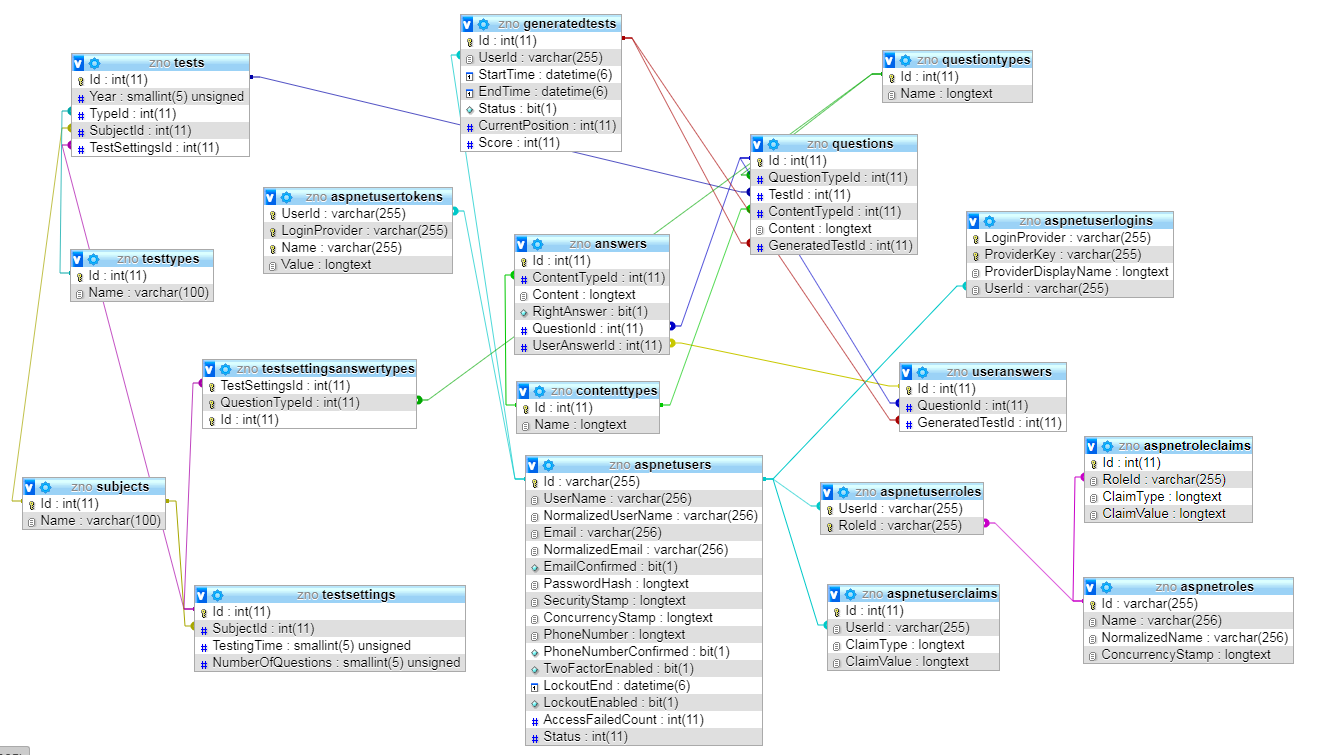 zno generatedtests
Id : int(11)
UserId : varchar(255)
StartTime : datetime(6)
EndTime : datetime(6)
Status : bit(1)
CurrentPosition : int(11)
Score : int(11)
zno tests
Id : int(11)
Year : smallint(5) unsigned
TypeId : int(11)
SubjectId : int(11)
TestSettingsId : int(11)
zno questiontypes
Id : int(11)
Name : longtext
zno questions
Id : int(11)
QuestionTypeId : int(11)
TestId : int(11)
ContentTypeId : int(11)
Content : longtext
GeneratedTestId : int(11)
zno aspnetusertokens
UserId : varchar(255)
LoginProvider : varchar(255)
Name : varchar(255)
Value : longtext
zno aspnetuserlogins
LoginProvider : varchar(255)
ProviderKey : varchar(255)
ProviderDisplayName : longtext
UserId : varchar(255)
zno answers
Id : int(11)
ContentTypeId : int(11)
Content : longtext
RightAnswer : bit(1)
QuestionId : int(11)
UserAnswerId : int(11)
zno testtypes
Id : int(11)
Name : varchar(100)
zno testsettingsanswertypes
TestSettingsId : int(11)
QuestionTypeId : int(11)
Id : int(11)
zno useranswers
Id : int(11)
QuestionId : int(11)
GeneratedTestId : int(11)
zno contenttypes
Id : int(11)
Name : longtext
zno aspnetroleclaims
Id : int(11)
RoleId : varchar(255)
ClaimType : longtext
ClaimValue : longtext
zno aspnetusers
Id : varchar(255)
UserName : varchar(256)
NormalizedUserName : varchar(256)
Email : varchar(256)
NormalizedEmail : varchar(256)
EmailConfirmed : bit(1)
PasswordHash : longtext
SecurityStamp : longtext
ConcurrencyStamp : longtext
PhoneNumber : longtext
PhoneNumberConfirmed : bit(1)
TwoFactorEnabled : bit(1)
LockoutEnd : datetime(6)
LockoutEnabled : bit(1)
AccessFailedCount : int(11)
Status : int(11)
zno subjects
Id : int(11)
Name : varchar(100)
zno aspnetuserroles
UserId : varchar(255)
RoleId : varchar(255)
zno aspnetroles
Id : varchar(255)
Name : varchar(256)
NormalizedName : varchar(256)
ConcurrencyStamp : longtext
zno testsettings
Id : int(11)
SubjectId : int(11)
TestingTime : smallint(5) unsigned
NumberOfQuestions : smallint(5) unsigned
zno aspnetuserclaims
Id : int(11)
UserId : varchar(255)
ClaimType : longtext
ClaimValue : longtext